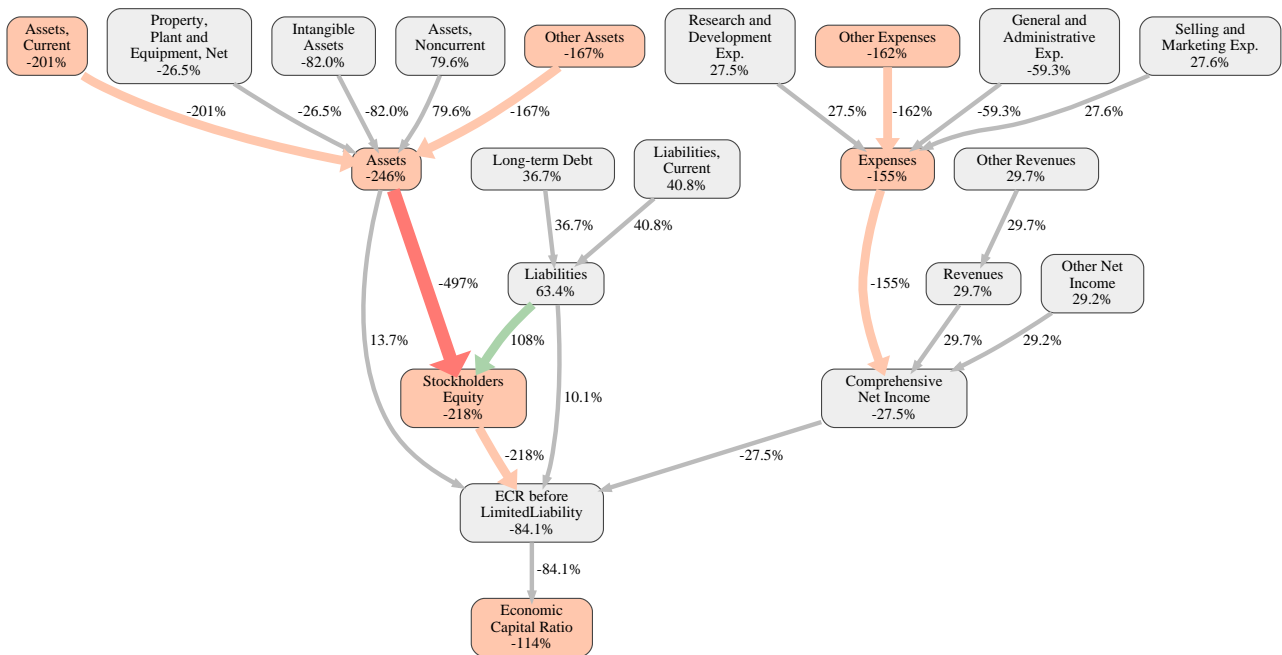 Assets,
Current
-201%
Property,
Plant and
Equipment, Net
-26.5%
Intangible
Assets
-82.0%
Assets,
Noncurrent
79.6%
Other Assets
-167%
Research and
Development
Exp.
27.5%
Other Expenses
-162%
General and
Administrative
Exp.
-59.3%
Selling and
Marketing Exp.
27.6%
-201%
-26.5%
-82.0%
79.6%
-167%
27.5%
-162%
-59.3%
27.6%
Assets
-246%
Long-term Debt
36.7%
Liabilities,
Current
40.8%
Expenses
-155%
Other Revenues
29.7%
36.7%
40.8%
29.7%
-497%
Liabilities
63.4%
-155%
Revenues
29.7%
Other Net
Income
29.2%
13.7%
108%
29.7%
29.2%
Stockholders
Equity
-218%
10.1%
Comprehensive
Net Income
-27.5%
-218%
-27.5%
ECR before
LimitedLiability
-84.1%
-84.1%
Economic
Capital Ratio
-114%